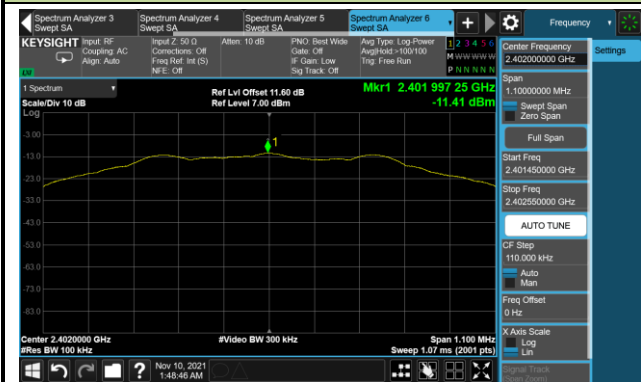 Spectrum Analyzer 3
Swept SA
Spectrum Analyzer 4
Swept SA
Spectrum Analyzer 5
Swept SA
Spectrum Analyzer 6
Swept SA
+
Frequency
KEYSIGHT
Input: RF
Coupling: AC
Align: Auto
Input Z: 50 Ω
Corrections: Off
Freq Ref: Int (S)
NFE: Off
Atten: 10 dB
PNO: Best Wide
Gate: Off
IF Gain: Low
Sig Track: Off
Avg Type: Log-Power
Avg|Hold:>100/100
Trig: Free Run
1 2 3 4 5 6
M W W W W W
P N N N N N
1 Spectrum
Scale/Div 10 dB
Log
Ref Lvl Offset 11.60 dB
Ref Level 7.00 dBm
Mkr1 2.401 997 25 GHz
-11.41 dBm
1
-3.00
-13.0
-23.0
-33.0
-43.0
-53.0
-63.0
-73.0
-83.0
Center 2.4020000 GHz
#Res BW 100 kHz
#Video BW 300 kHz
Span 1.100 MHz
Sweep 1.07 ms (2001 pts)
Nov 10, 2021
1:48:46 AM
Center Frequency
2.402000000 GHz
Settings
Span
1.10000000 MHz
Swept Span
Zero Span
Full Span
Start Freq
2.401450000 GHz
Stop Freq
2.402550000 GHz
AUTO TUNE
CF Step
110.000 kHz
Auto
Man
Freq Offset
0 Hz
X Axis Scale
Log
Lin
Signal Track
(Span Zoom)